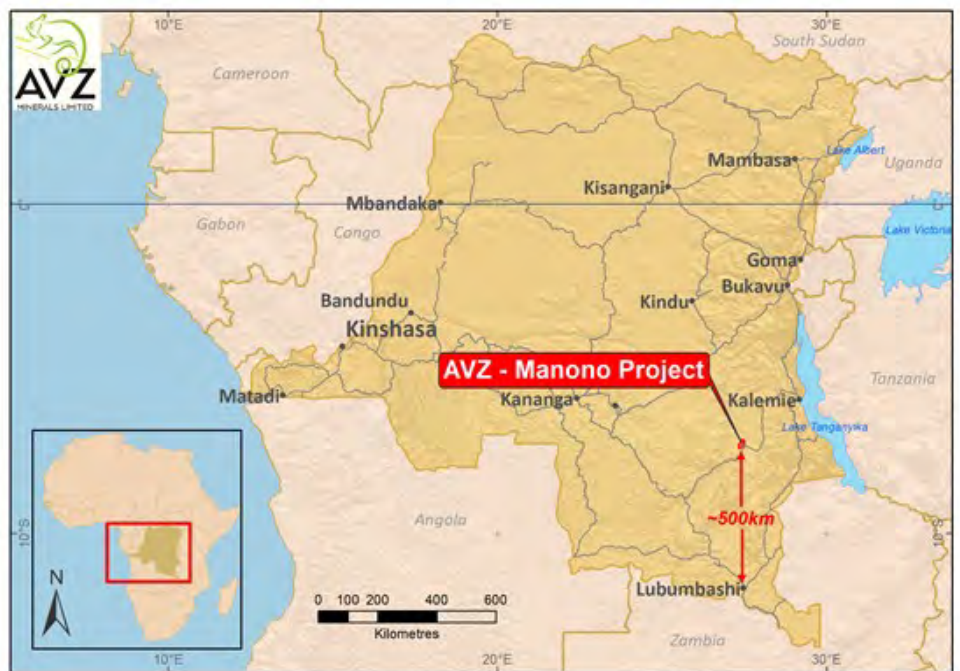 10°E
20°E
30°E
AVZ
MINERALS LIMITED
South Sudan
Cameroon
Lake Albert
Mambasa
Uganda
Kisangani
Mbandaka
0°
0°
Gabon
Congo
Lake Victoria
Goma
Bukavu
Bandundu
Kindu
Kinshasa
AVZ - Manono Project
Tanzania
Matadi
Kananga
Kalemie
Lake Tanganyika
Angola
~500km
10°S
10°S
N
0 100 200 400 600
Kilometres
Lubumbashi
Zambia
10°E
20°E
30°E